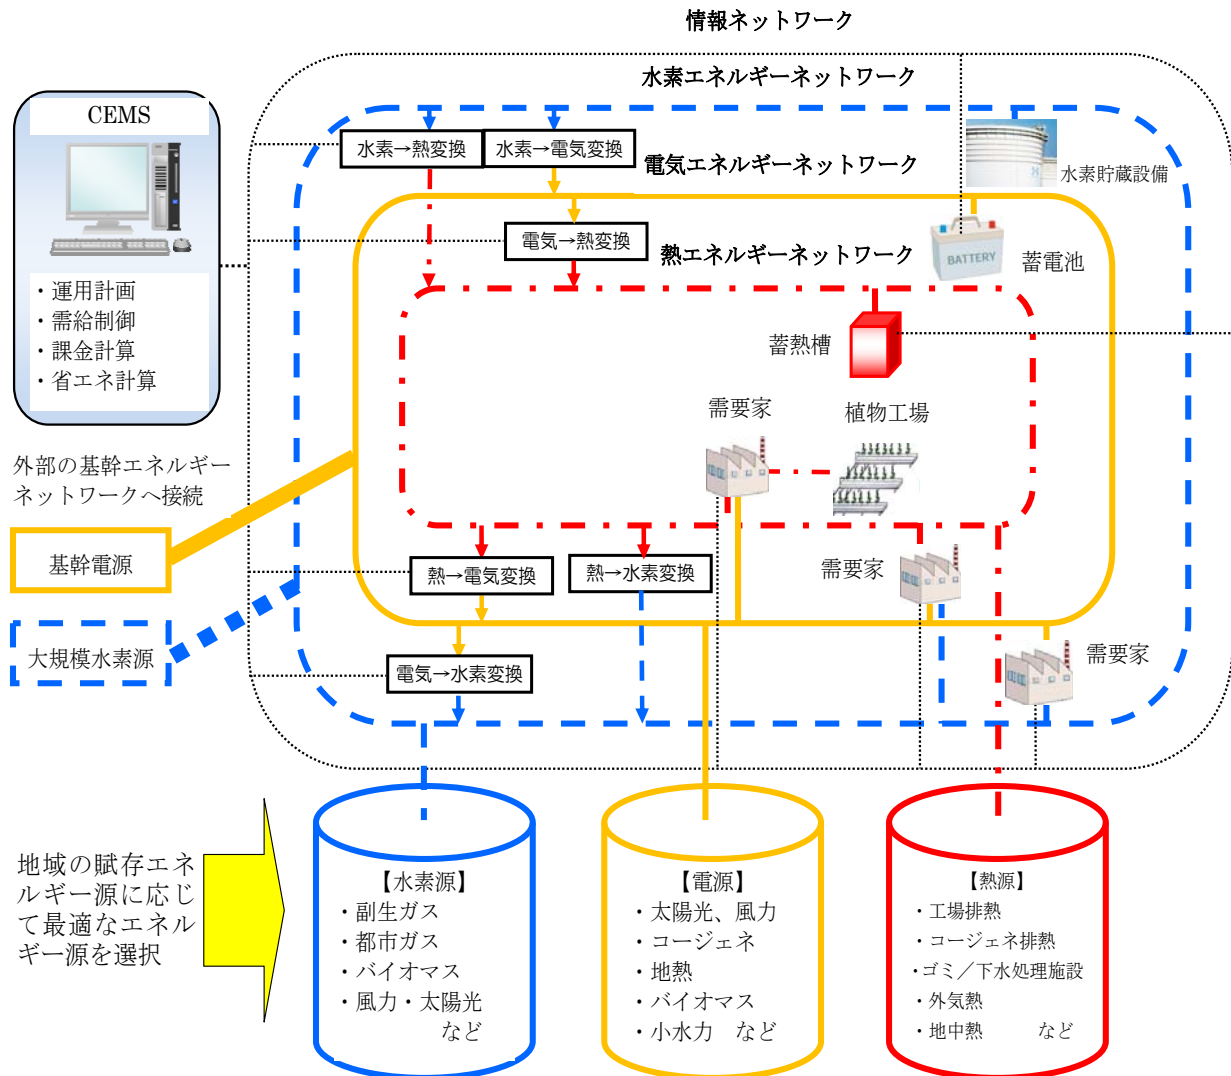 情報ネットワーク
水素エネルギーネットワーク
CEMS
水素→熱変換
水素→電気変換
電気エネルギーネットワーク
水素貯蔵設備
電気→熱変換
熱エネルギーネットワーク
BATTERY
蓄電池
・運用計画
・需給制御
・課金計算
・省エネ計算
蓄熱槽
需要家
植物工場
外部の基幹エネルギー
ネットワークへ接続
基幹電源
熱→電気変換
熱→水素変換
需要家
大規模水素源
電気→水素変換
需要家
地域の賦存エネ
ルギー源に応じ
て最適なエネル
ギー源を選択
【水素源】
・副生ガス
・都市ガス
・バイオマス
・風力・太陽光
など
【電源】
・太陽光、風力
・コージェネ
・地熱
・バイオマス
・小水力　など
【熱源】
・工場排熱
・コージェネ排熱
・ゴミ／下水処理施設
・外気熱
・地中熱　　　など